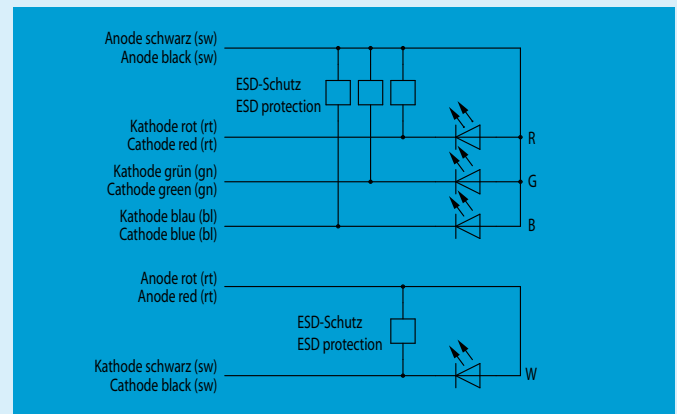 Anode schwarz (sw)
Anode black (sw)
ESD-Schutz
ESD protection
Kathode rot (rt)
Cathode red (rt)
R
Kathode grün (gn)
Cathode green (gn)
G
Kathode blau (bl)
Cathode blue (bl)
B
Anode rot (rt)
Anode red (rt)
ESD-Schutz
ESD protection
Kathode schwarz (sw)
Cathode black (sw)
W